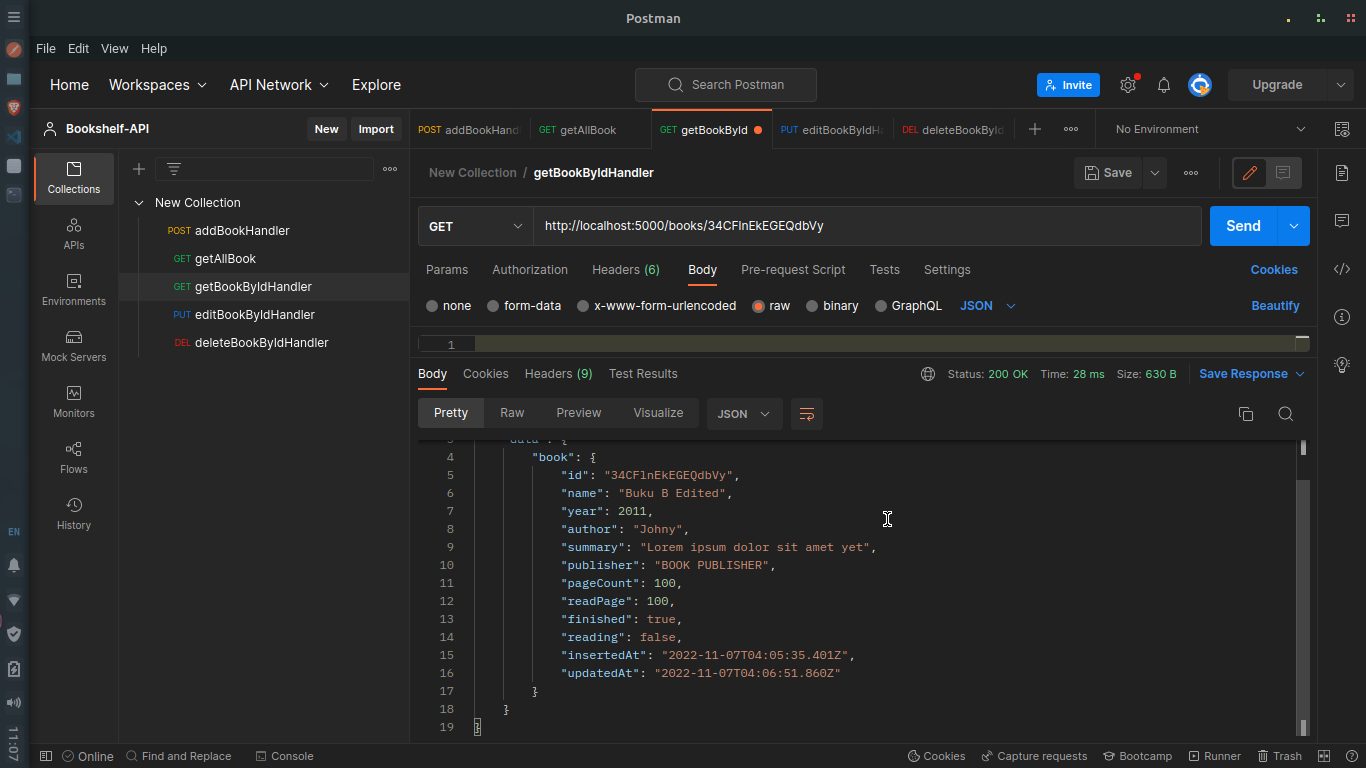 Postman
File Edit View Help
Home Workspaces API Network Explore Search Postman Invite Upgrade
Bookshelf-API New Import
POST addBookHand GET getAllBook GET getBookById PUT editBookByIdH DEL deleteBookById No Environment
New Collection / getBookByIdHandler Save
Collections
APIs
Environments
Mock Servers
Monitors
Flows
History
New Collection
POST addBookHandler
GET getAllBook
GET getBookByIdHandler
PUT editBookByIdHandler
DEL deleteBookByIdHandler
GET http://localhost:5000/books/34CFlnEkEGEQdbVy Send
Params Authorization Headers (6) Body Pre-request Script Tests Settings Cookies
none form-data x-www-form-urlencoded raw binary GraphQL JSON Beautify
1
Body Cookies Headers (9) Test Results Status: 200 OK Time: 28 ms Size: 630 B Save Response
Pretty Raw Preview Visualize JSON
3 "data": {
4 "book": {
5 "id": "34CFlnEkEGEQdbVy",
6 "name": "Buku B Edited",
7 "year": 2011,
8 "author": "Johny",
9 "summary": "Lorem ipsum dolor sit amet yet",
10 "publisher": "BOOK PUBLISHER",
11 "pageCount": 100,
12 "readPage": 100,
13 "finished": true,
14 "reading": false,
15 "insertedAt": "2022-11-07T04:05:35.401Z",
16 "updatedAt": "2022-11-07T04:06:51.860Z"
17 }
18 }
19 }
EN
11:07
Online Find and Replace Console Cookies Capture requests Bootcamp Runner Trash